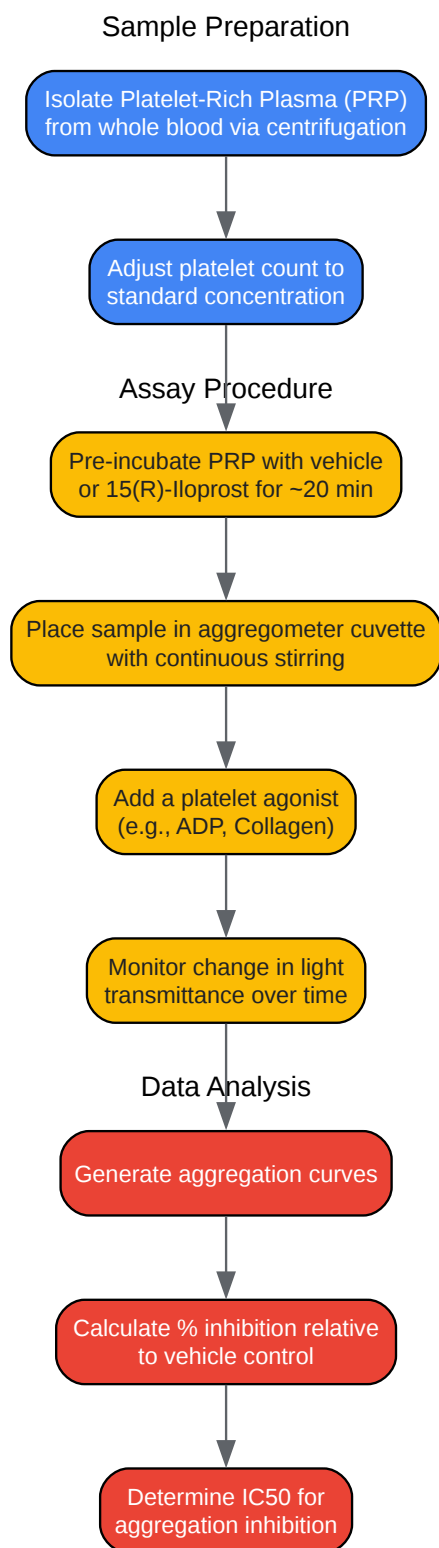 Sample Preparation
Isolate Platelet-Rich Plasma (PRP)
from whole blood via centrifugation
Adjust platelet count to
standard concentration
Assay Procedure
Pre-incubate PRP with vehicle
or 15(R)-Iloprost for ~20 min
Place sample in aggregometer cuvette
with continuous stirring
Add a platelet agonist
(e.g., ADP, Collagen)
Monitor change in light
transmittance over time
Data Analysis
Generate aggregation curves
Calculate % inhibition relative
to vehicle control
Determine IC50 for
aggregation inhibition